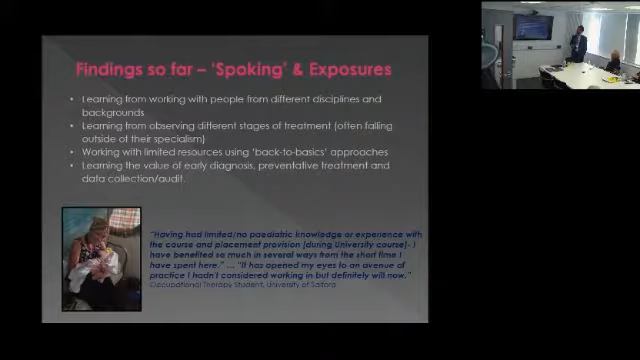 Findings so far – ‘Spoking’ & Exposures
• Learning from working with people from different disciplines and
backgrounds
• Learning from observing different stages of treatment (often falling
outside of their specialism)
• Working with limited resources using ‘back-to-basics’ approaches
• Learning the value of early diagnosis, preventative treatment and
data collection/audit.
“Having had limited/no paediatric knowledge or experience with
the course and placement provision [during University course]- I
have benefited so much in several ways from the short time I
have spent here.” … “It has opened my eyes to an avenue of
practice I hadn’t considered working in but definitely will now.”
Occupational Therapy Student, University of Salford